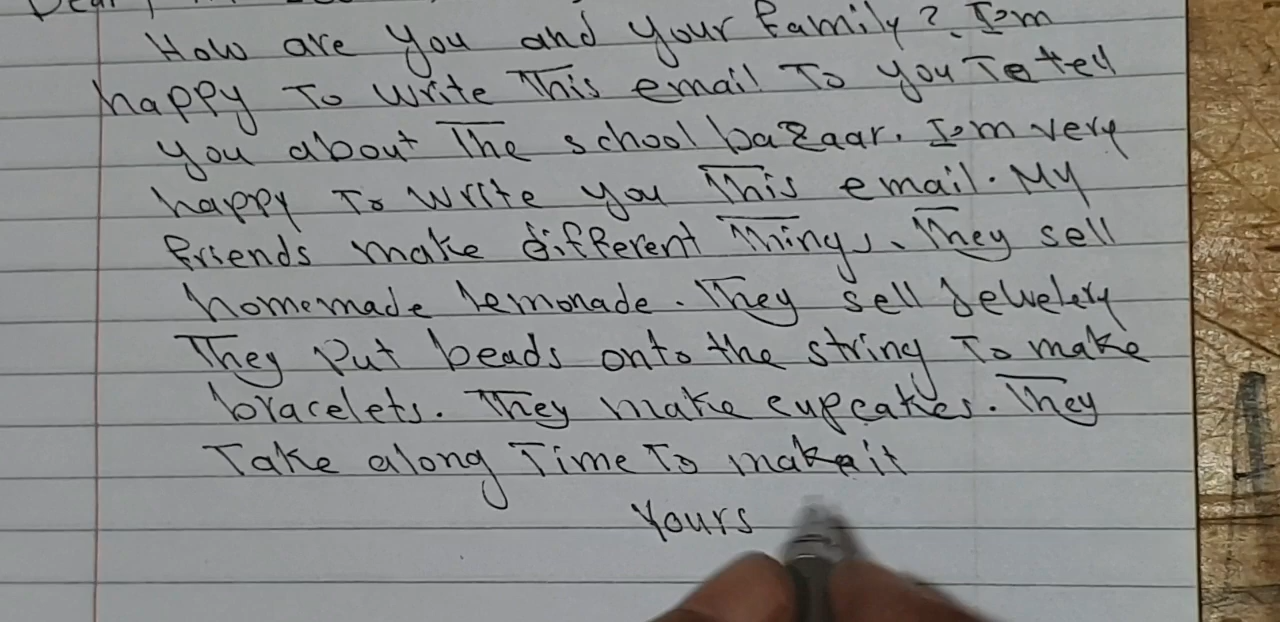 Dear,
How are you and your family? I'm
happy To write This email To you To tell
you about The school bazaar. I'm very
happy To write you This email. My
friends make different Things. They sell
homemade lemonade. They sell Jewelery
They Put beads onto the string To make
bracelets. They make cupcakes. They
Take along Time To make it
Yours